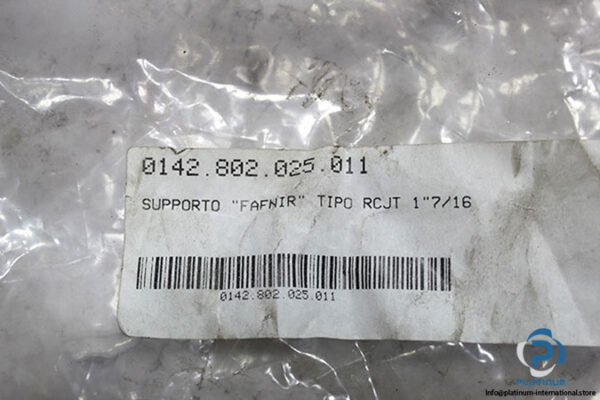 0142.802.025.011
SUPPORTO "FAFNIR" TIPO RCJT 1"7/16
0142.802.025.011
PLATINUM
Info@platinum-international.store